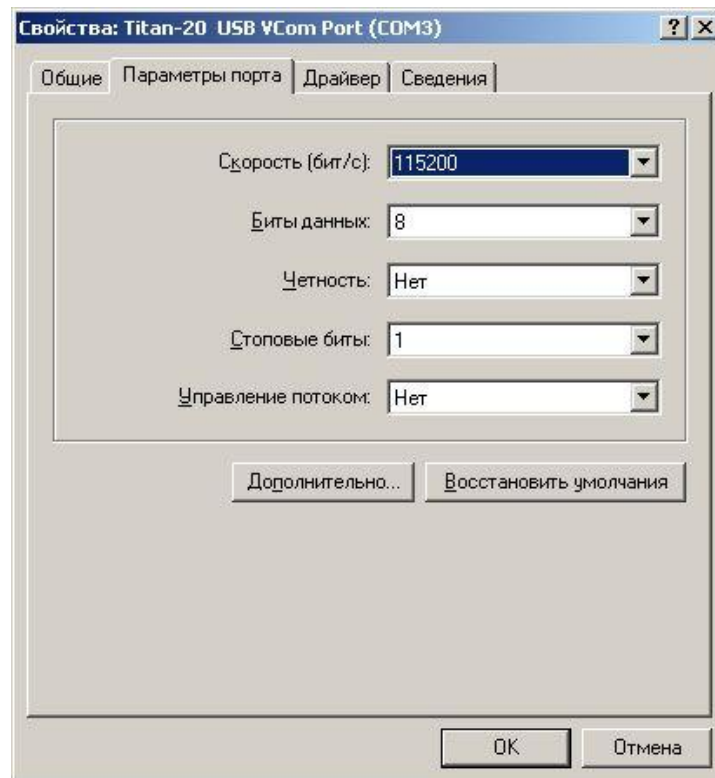 Свойства: Titan-20 USB VCom Port (COM3)
Общие Параметры порта Драйвер Сведения
Скорость (бит/с): 115200
Биты данных: 8
Четность: Нет
Стоповые биты: 1
Управление потоком: Нет
Дополнительно... Восстановить умолчания
OK Отмена